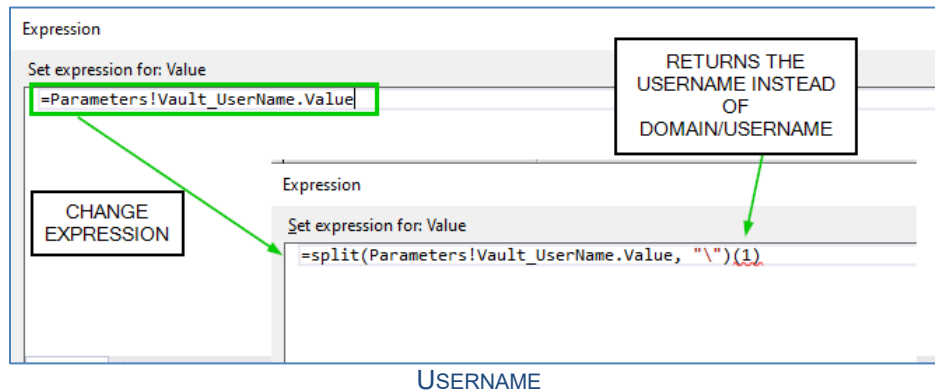 Expression
Set expression for: Value
=Parameters!Vault_UserName.Value
RETURNS THE
USERNAME INSTEAD
OF
DOMAIN/USERNAME
CHANGE
EXPRESSION
Expression
Set expression for: Value
=split(Parameters!Vault_UserName.Value, "\")(1)
USERNAME